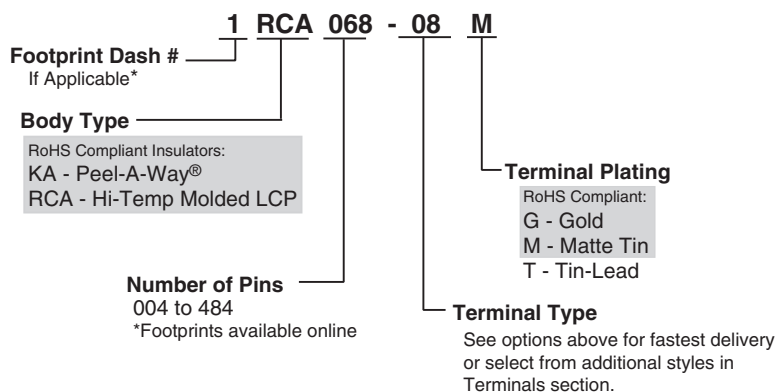 1 RCA 068 - 08 M
Footprint Dash #
If Applicable*
Body Type
RoHS Compliant Insulators:
KA - Peel-A-Way®
RCA - Hi-Temp Molded LCP
Terminal Plating
RoHS Compliant:
G - Gold
M - Matte Tin
T - Tin-Lead
Number of Pins
004 to 484
*Footprints available online
Terminal Type
See options above for fastest delivery
or select from additional styles in
Terminals section.